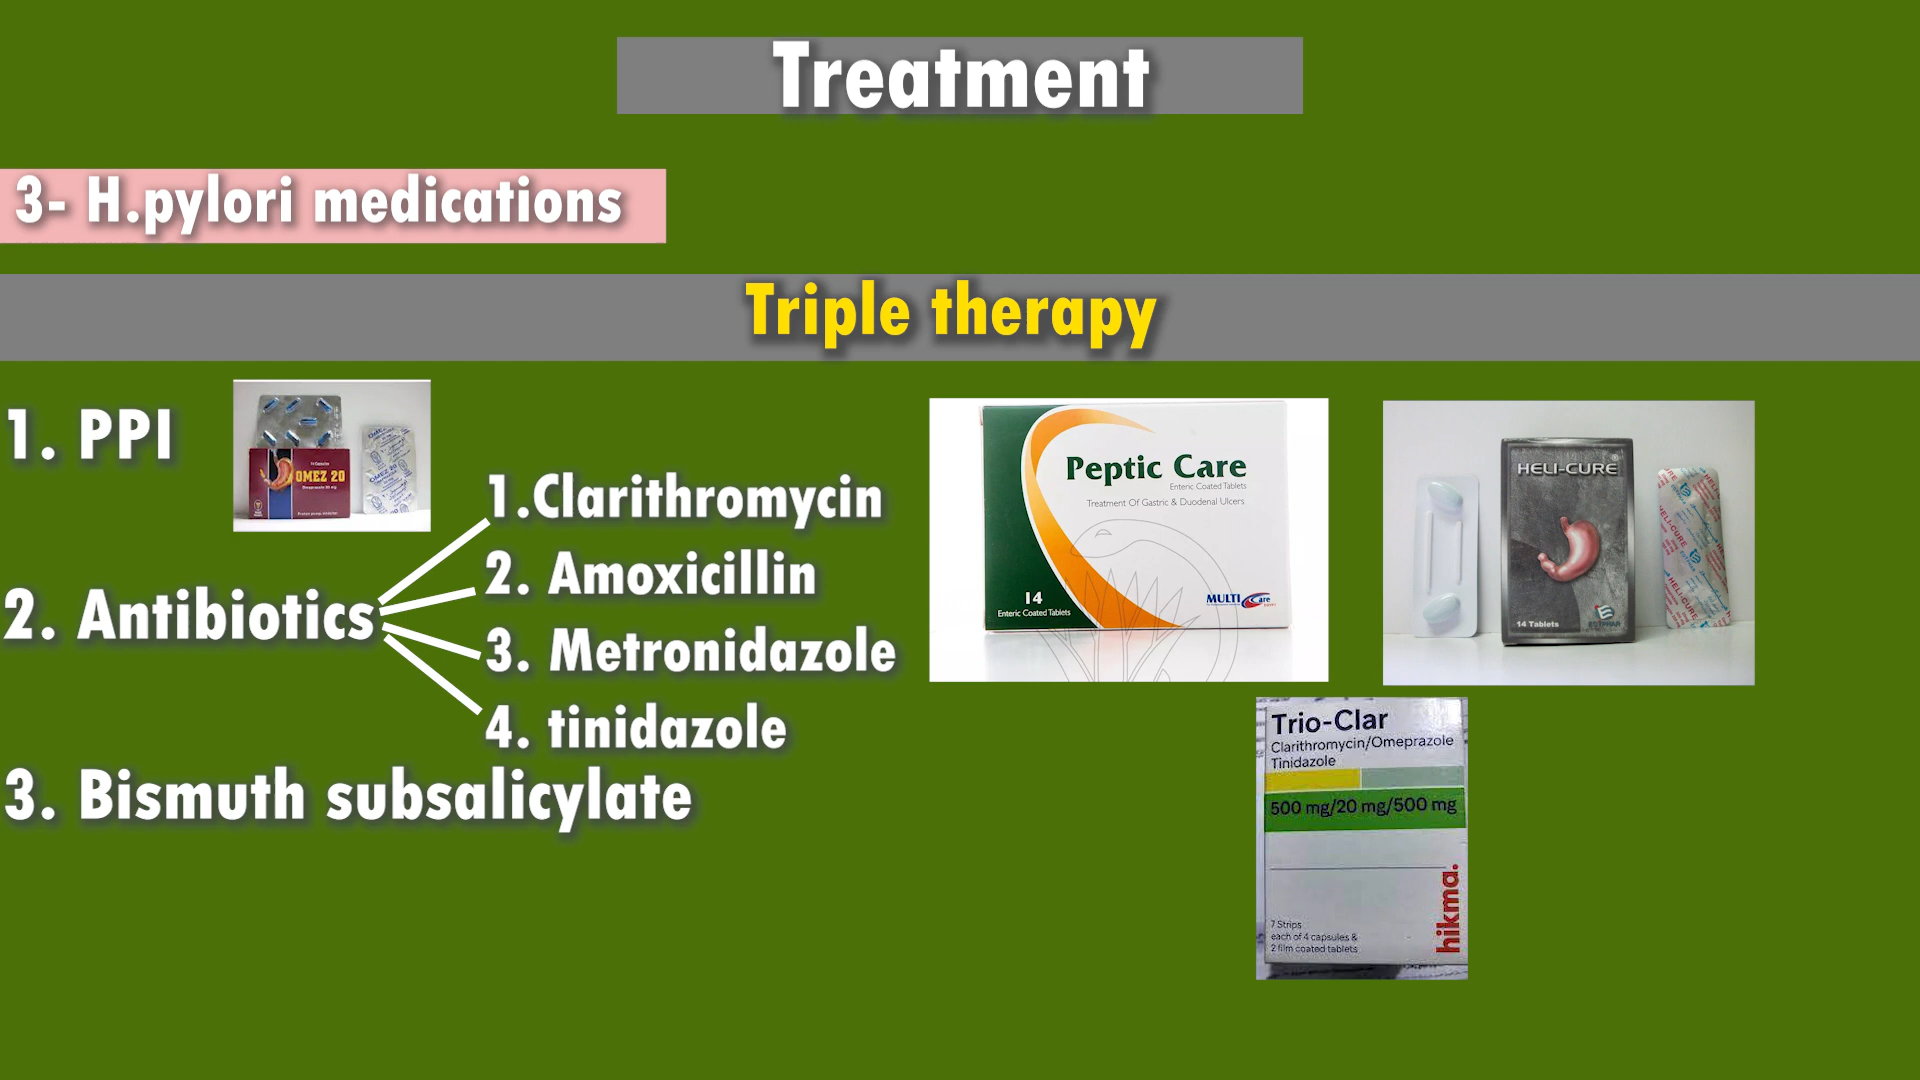 Treatment
3- H.pylori medications
Triple therapy
1. PPI
OMEZ 20
1.Clarithromycin
2. Amoxicillin
2. Antibiotics
3. Metronidazole
4. tinidazole
3. Bismuth subsalicylate
Peptic Care
Enteric Coated Tablets
Treatment Of Gastric & Duodenal Ulcers
14
Enteric Coated Tablets
MULTI Care
HELI-CURE®
14 Tablets
HELI-CURE
Trio-Clar
Clarithromycin/Omeprazole
Tinidazole
500 mg/20 mg/500 mg
hikma.
7 Strips
each of 4 capsules &
2 film coated tablets